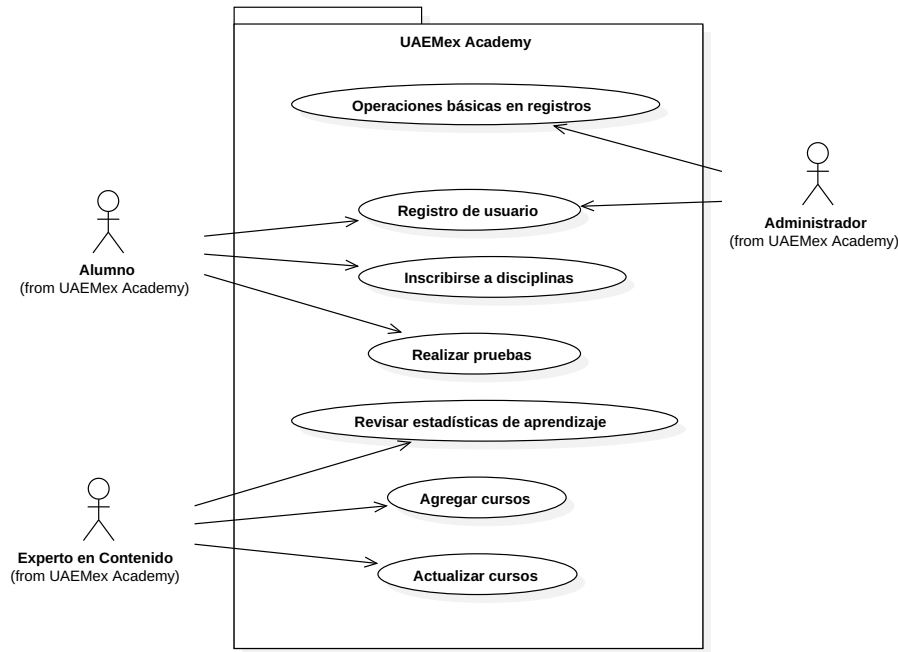 UAEMex Academy
Operaciones básicas en registros
Registro de usuario
Administrador
(from UAEMex Academy)
Alumno
(from UAEMex Academy)
Inscribirse a disciplinas
Realizar pruebas
Revisar estadísticas de aprendizaje
Agregar cursos
Experto en Contenido
(from UAEMex Academy)
Actualizar cursos